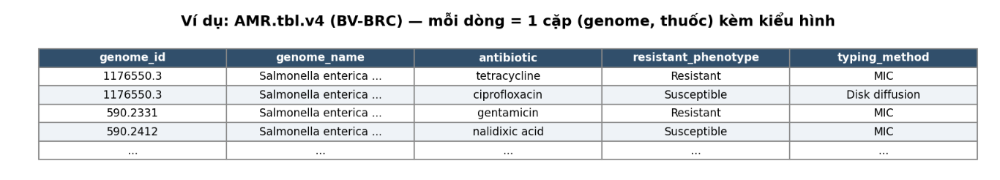 Ví dụ: AMR.tbl.v4 (BV-BRC) — mỗi dòng = 1 cặp (genome, thuốc) kèm kiểu hình
genome_id genome_name antibiotic resistant_phenotype typing_method
1176550.3 Salmonella enterica ... tetracycline Resistant MIC
1176550.3 Salmonella enterica ... ciprofloxacin Susceptible Disk diffusion
590.2331 Salmonella enterica ... gentamicin Resistant MIC
590.2412 Salmonella enterica ... nalidixic acid Susceptible MIC
... ... ... ... ...